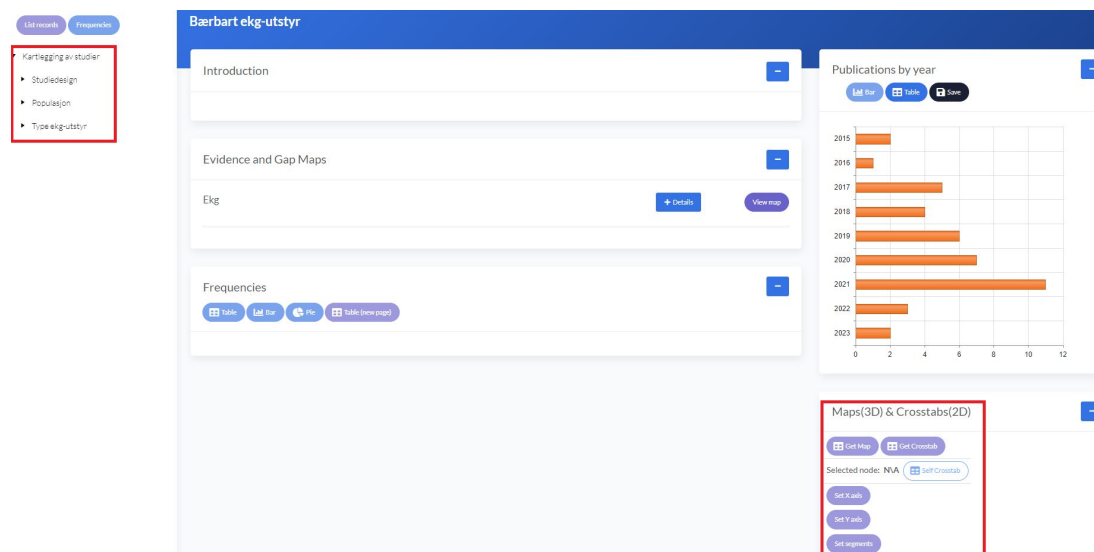 List records Frequencies
Kartlegging av studier
Studiedesign
Populasjon
Type ekg-utstyr
Bærbart ekg-utstyr
Introduction
Evidence and Gap Maps
Ekg + Details View map
Frequencies
Table Bar Pie Table (new page)
Publications by year
Bar Table Save
2015
2016
2017
2018
2019
2020
2021
2022
2023
0 2 4 6 8 10 12
Maps(3D) & Crosstabs(2D)
Get Map Get Crosstab
Selected node: N\A Self Crosstab
Set X axis
Set Y axis
Set segments